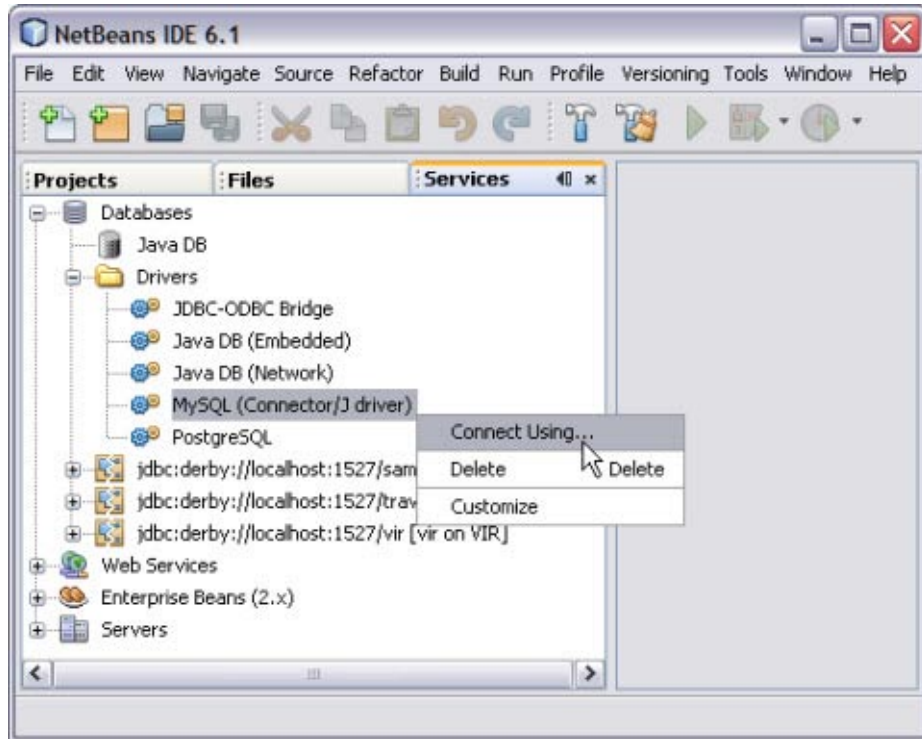 NetBeans IDE 6.1
File Edit View Navigate Source Refactor Build Run Profile Versioning Tools Window Help
Projects Files Services
Databases
Java DB
Drivers
JDBC-ODBC Bridge
Java DB (Embedded)
Java DB (Network)
MySQL (Connector/J driver)
PostgreSQL
jdbc:derby://localhost:1527/sam
jdbc:derby://localhost:1527/trav
jdbc:derby://localhost:1527/vir [vir on VIR]
Web Services
Enterprise Beans (2.x)
Servers
Connect Using...
Delete Delete
Customize